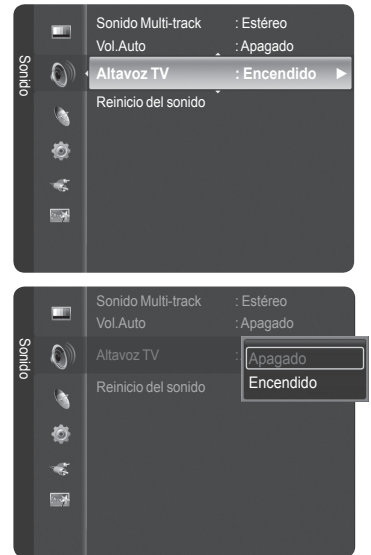 Sonido
Sonido Multi-track : Estéreo
Vol.Auto : Apagado
Altavoz TV : Encendido
Reinicio del sonido
Sonido
Sonido Multi-track : Estéreo
Vol.Auto : Apagado
Altavoz TV : Apagado
Encendido
Reinicio del sonido